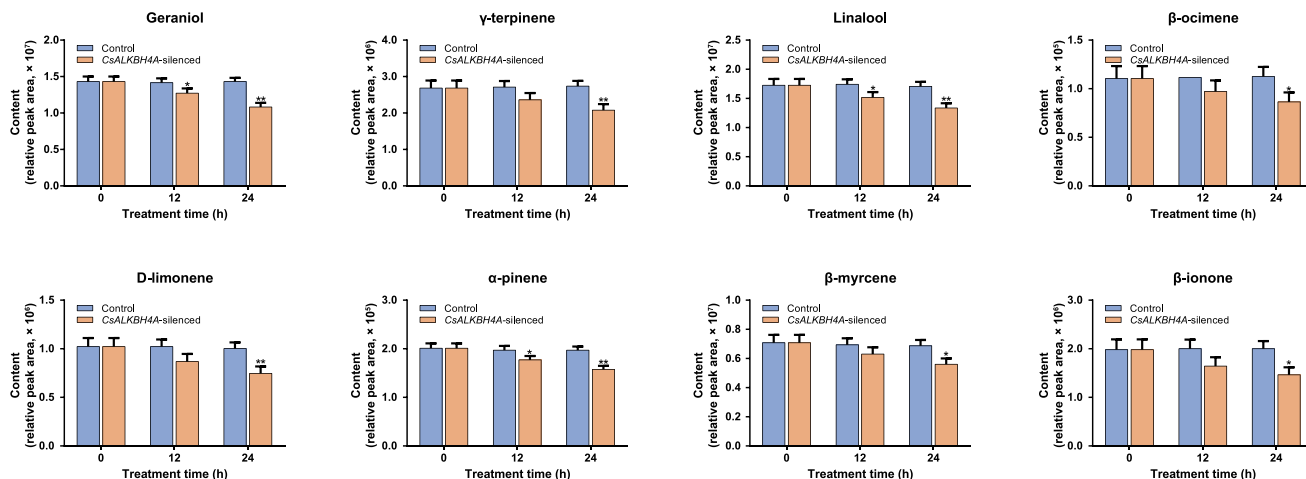 Geraniol
Content
(relative peak area, × 10⁷)
2.0
1.5
1.0
0.5
0.0
Control
CsALKBH4A-silenced
*
**
0
12
24
Treatment time (h)
γ-terpinene
Content
(relative peak area, × 10⁶)
4.0
3.0
2.0
1.0
0.0
Control
CsALKBH4A-silenced
**
0
12
24
Treatment time (h)
Linalool
Content
(relative peak area, × 10⁷)
2.5
2.0
1.5
1.0
0.5
0.0
Control
CsALKBH4A-silenced
*
**
0
12
24
Treatment time (h)
β-ocimene
Content
(relative peak area, × 10⁵)
1.5
1.0
0.5
0.0
Control
CsALKBH4A-silenced
*
0
12
24
Treatment time (h)
D-limonene
Content
(relative peak area, × 10⁶)
1.5
1.0
0.5
0.0
Control
CsALKBH4A-silenced
**
0
12
24
Treatment time (h)
α-pinene
Content
(relative peak area, × 10⁵)
3.0
2.0
1.0
0.0
Control
CsALKBH4A-silenced
*
**
0
12
24
Treatment time (h)
β-myrcene
Content
(relative peak area, × 10⁷)
1.0
0.8
0.6
0.4
0.2
0.0
Control
CsALKBH4A-silenced
*
0
12
24
Treatment time (h)
β-ionone
Content
(relative peak area, × 10⁶)
3.0
2.0
1.0
0.0
Control
CsALKBH4A-silenced
*
0
12
24
Treatment time (h)